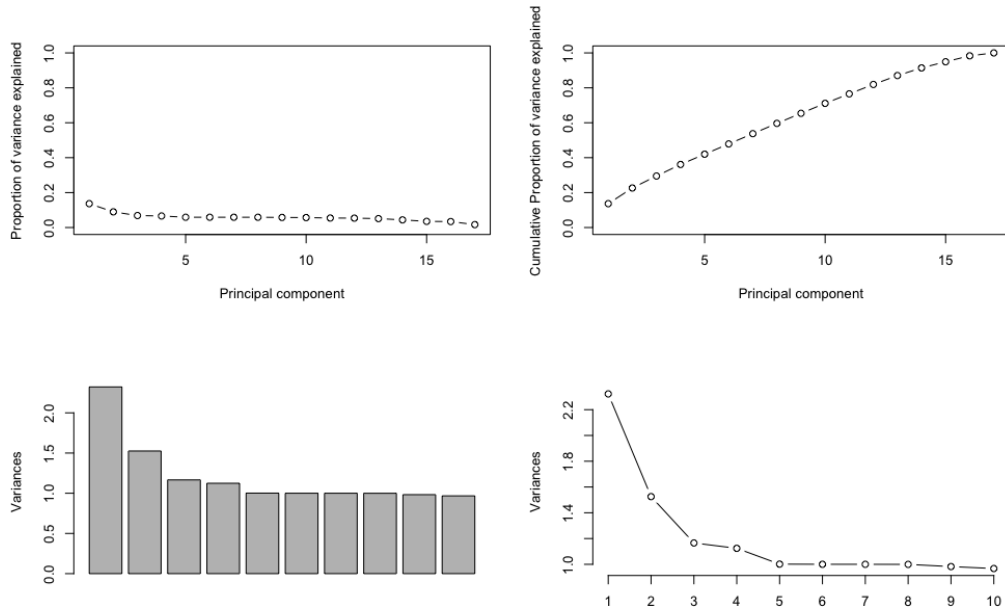 Proportion of variance explained
1.0
0.8
0.6
0.4
0.2
0.0
5 10 15
Principal component
Cumulative Proportion of variance explained
1.0
0.8
0.6
0.4
0.2
0.0
5 10 15
Principal component
Variances
2.0
1.5
1.0
0.5
0.0
Variances
2.2
1.8
1.4
1.0
1 2 3 4 5 6 7 8 9 10